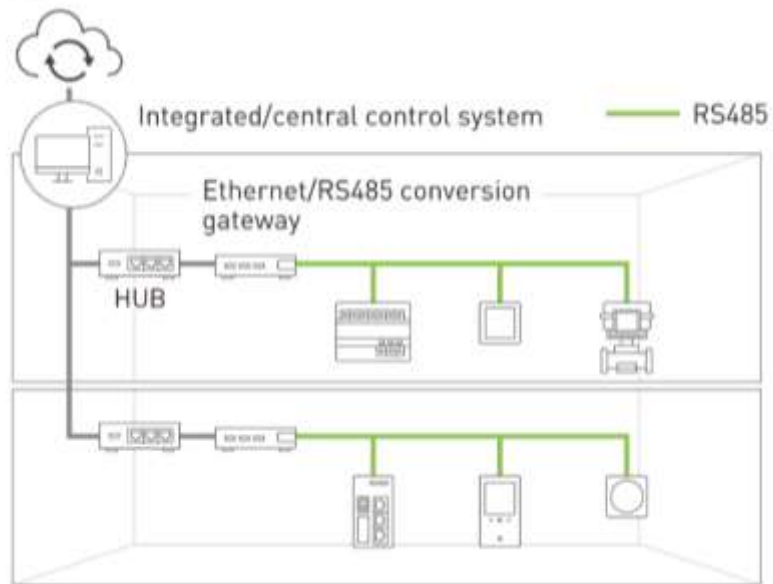 Integrated/central control system
RS485
Ethernet/RS485 conversion
gateway
HUB